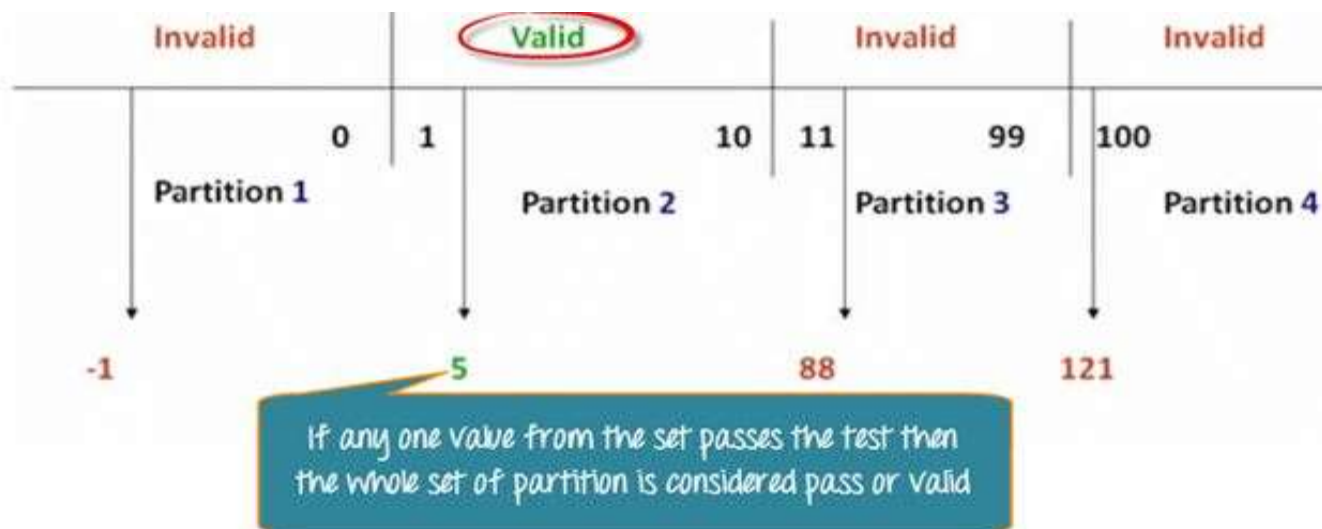 Invalid Valid Invalid Invalid
0 1 10 11 99 100
Partition 1 Partition 2 Partition 3 Partition 4
-1 5 88 121
If any one value from the set passes the test then
the whole set of partition is considered pass or valid